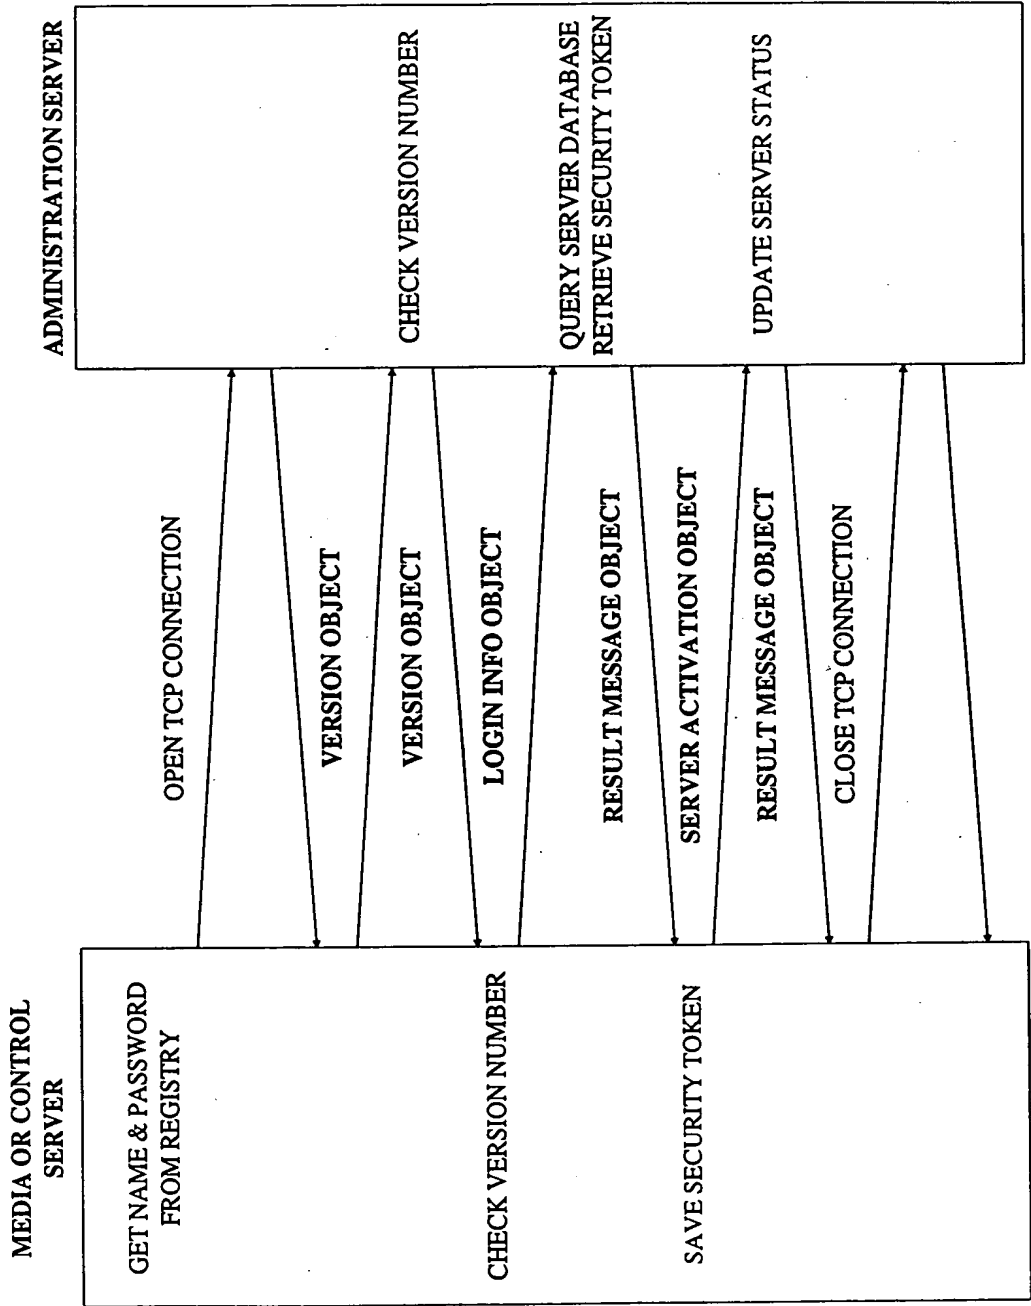 MEDIA OR CONTROL
SERVER
ADMINISTRATION SERVER
GET NAME & PASSWORD
FROM REGISTRY
OPEN TCP CONNECTION
VERSION OBJECT
VERSION OBJECT
CHECK VERSION NUMBER
LOGIN INFO OBJECT
CHECK VERSION NUMBER
QUERY SERVER DATABASE
RETRIEVE SECURITY TOKEN
RESULT MESSAGE OBJECT
SERVER ACTIVATION OBJECT
SAVE SECURITY TOKEN
RESULT MESSAGE OBJECT
UPDATE SERVER STATUS
CLOSE TCP CONNECTION